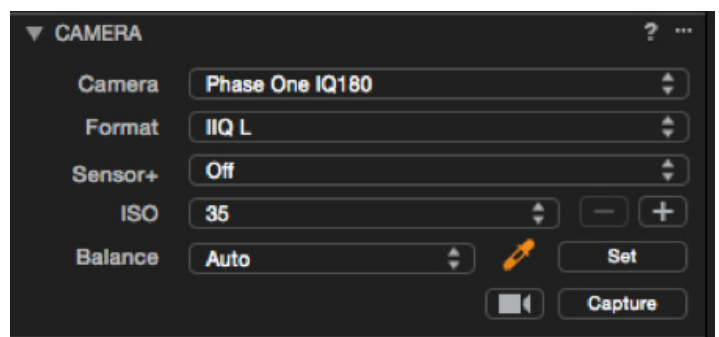 CAMERA ? ...
Camera Phase One IQ180
Format IIQ L
Sensor+ Off
ISO 35 − +
Balance Auto Set
Capture